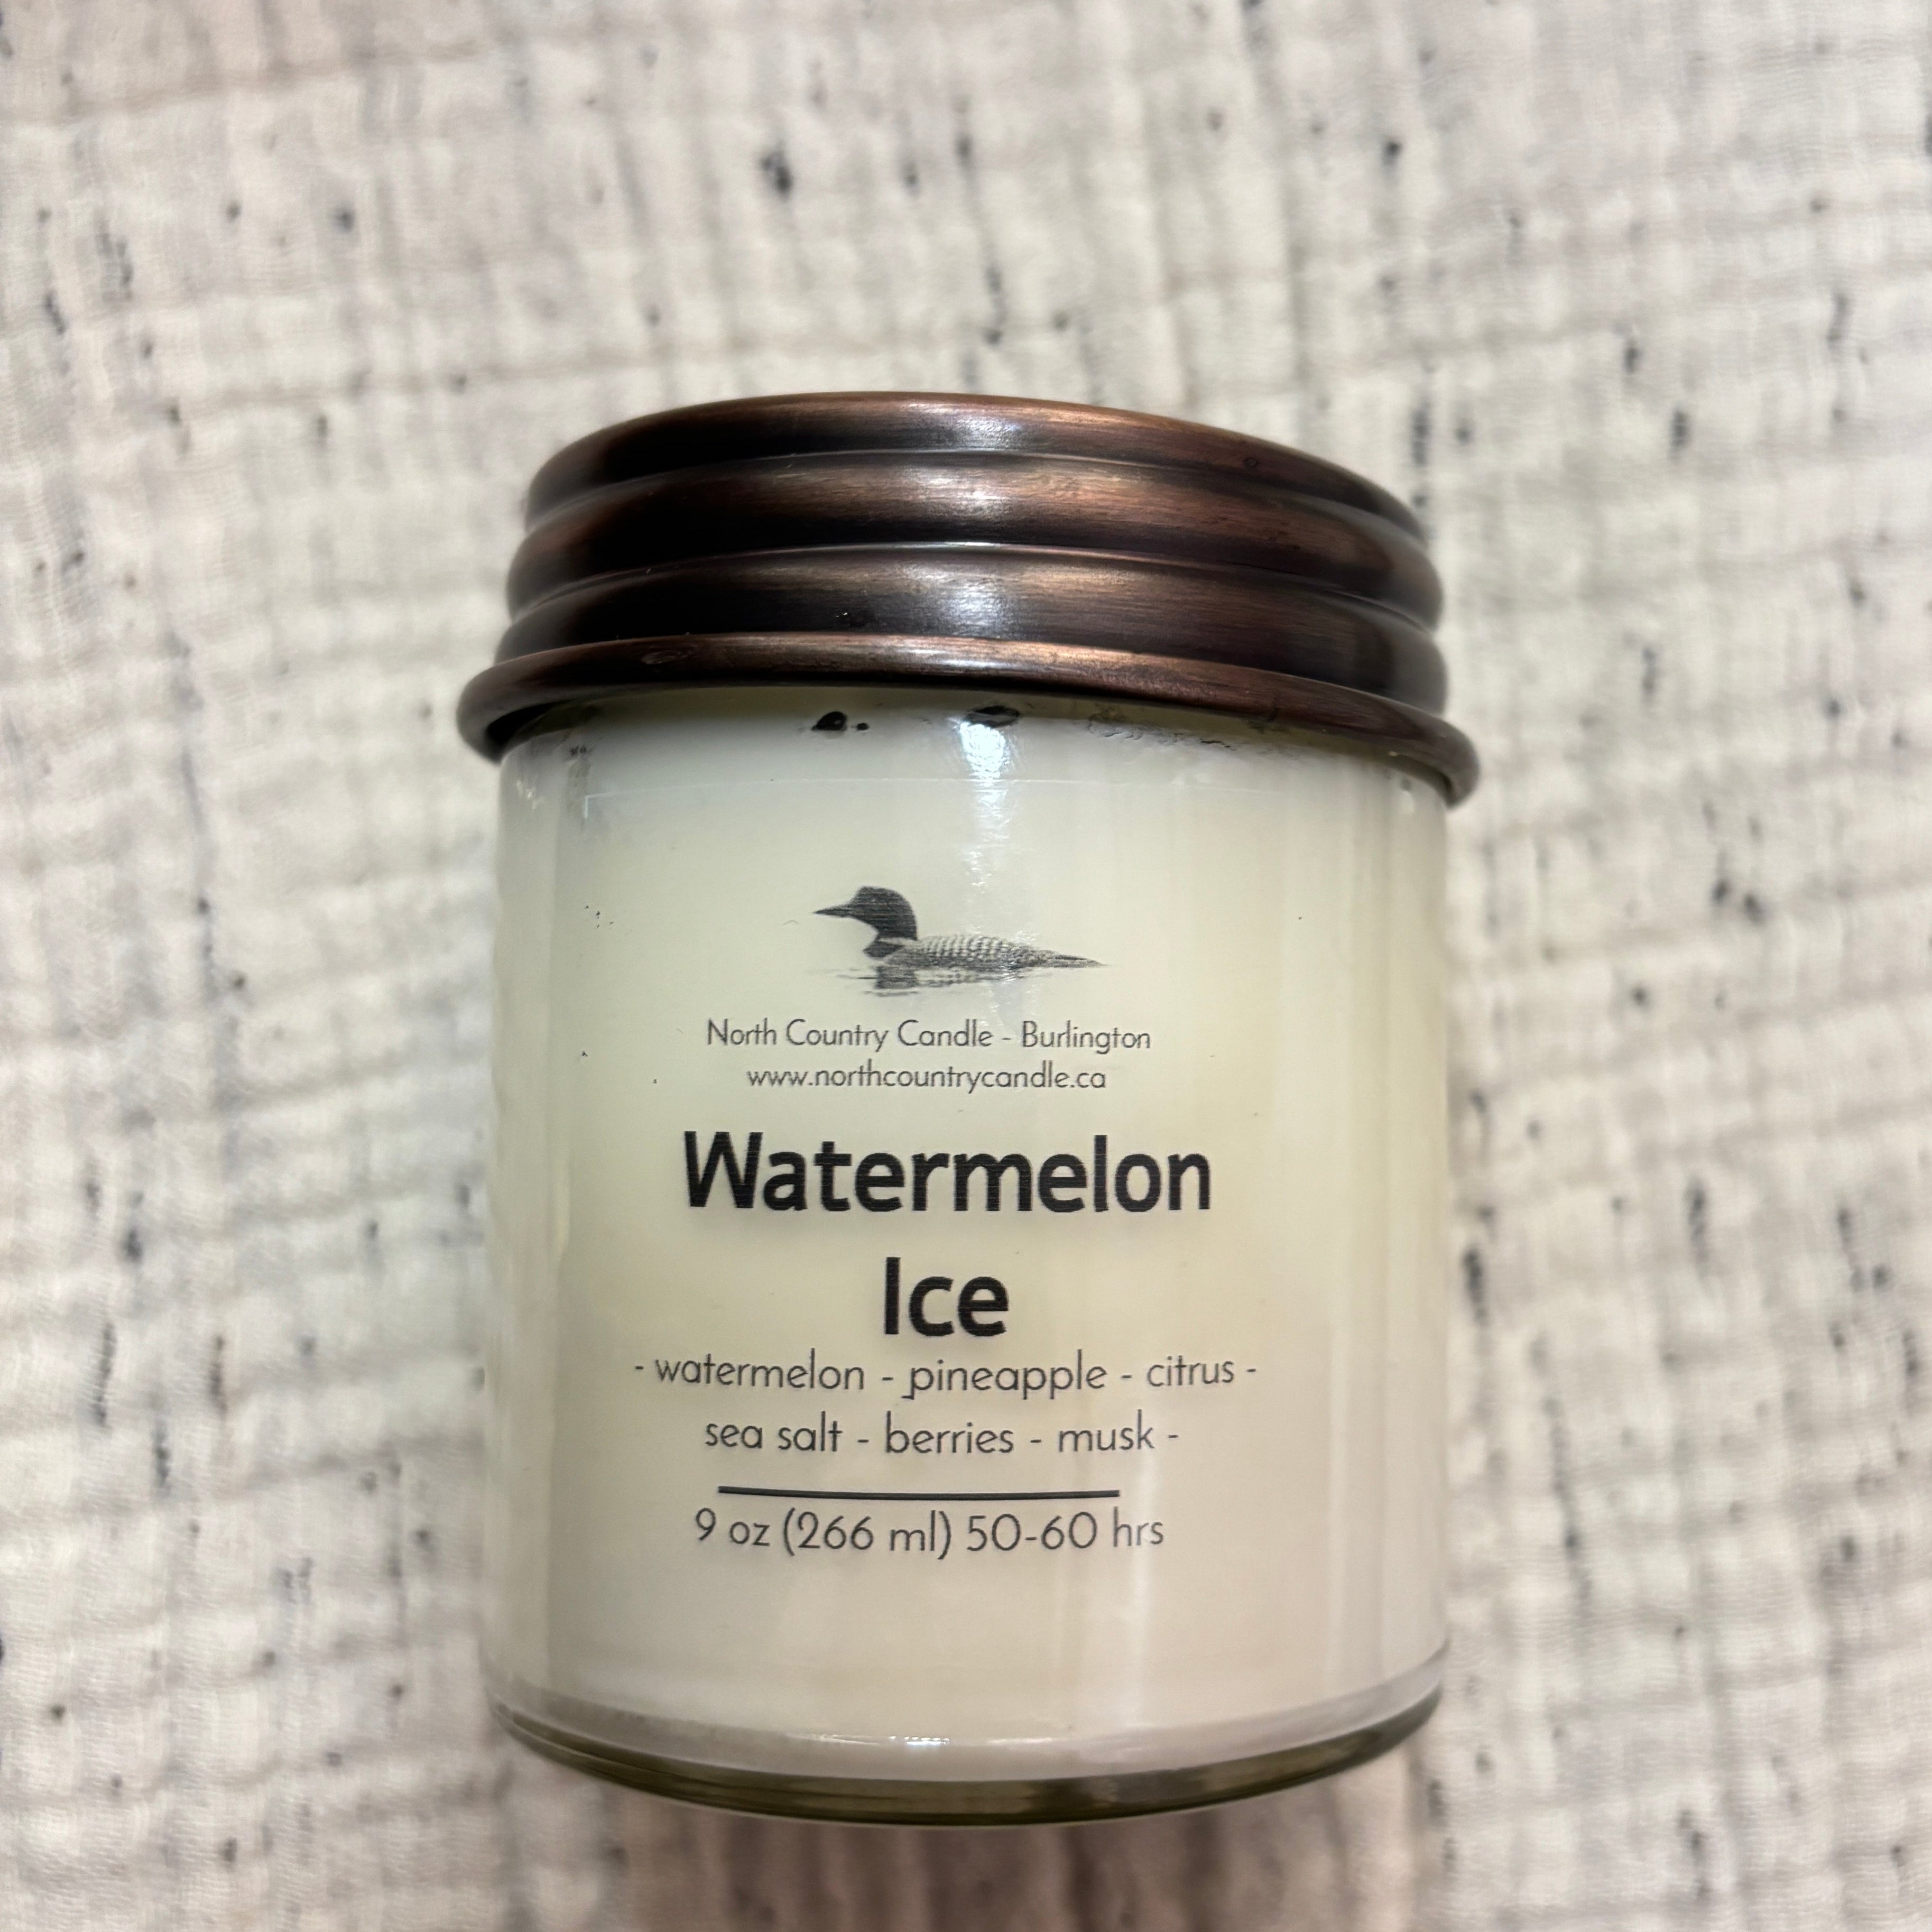 North Country Candle - Burlington
www.northcountrycandle.ca
Watermelon
Ice
- watermelon - pineapple - citrus -
sea salt - berries - musk -
9 oz (266 ml) 50-60 hrs